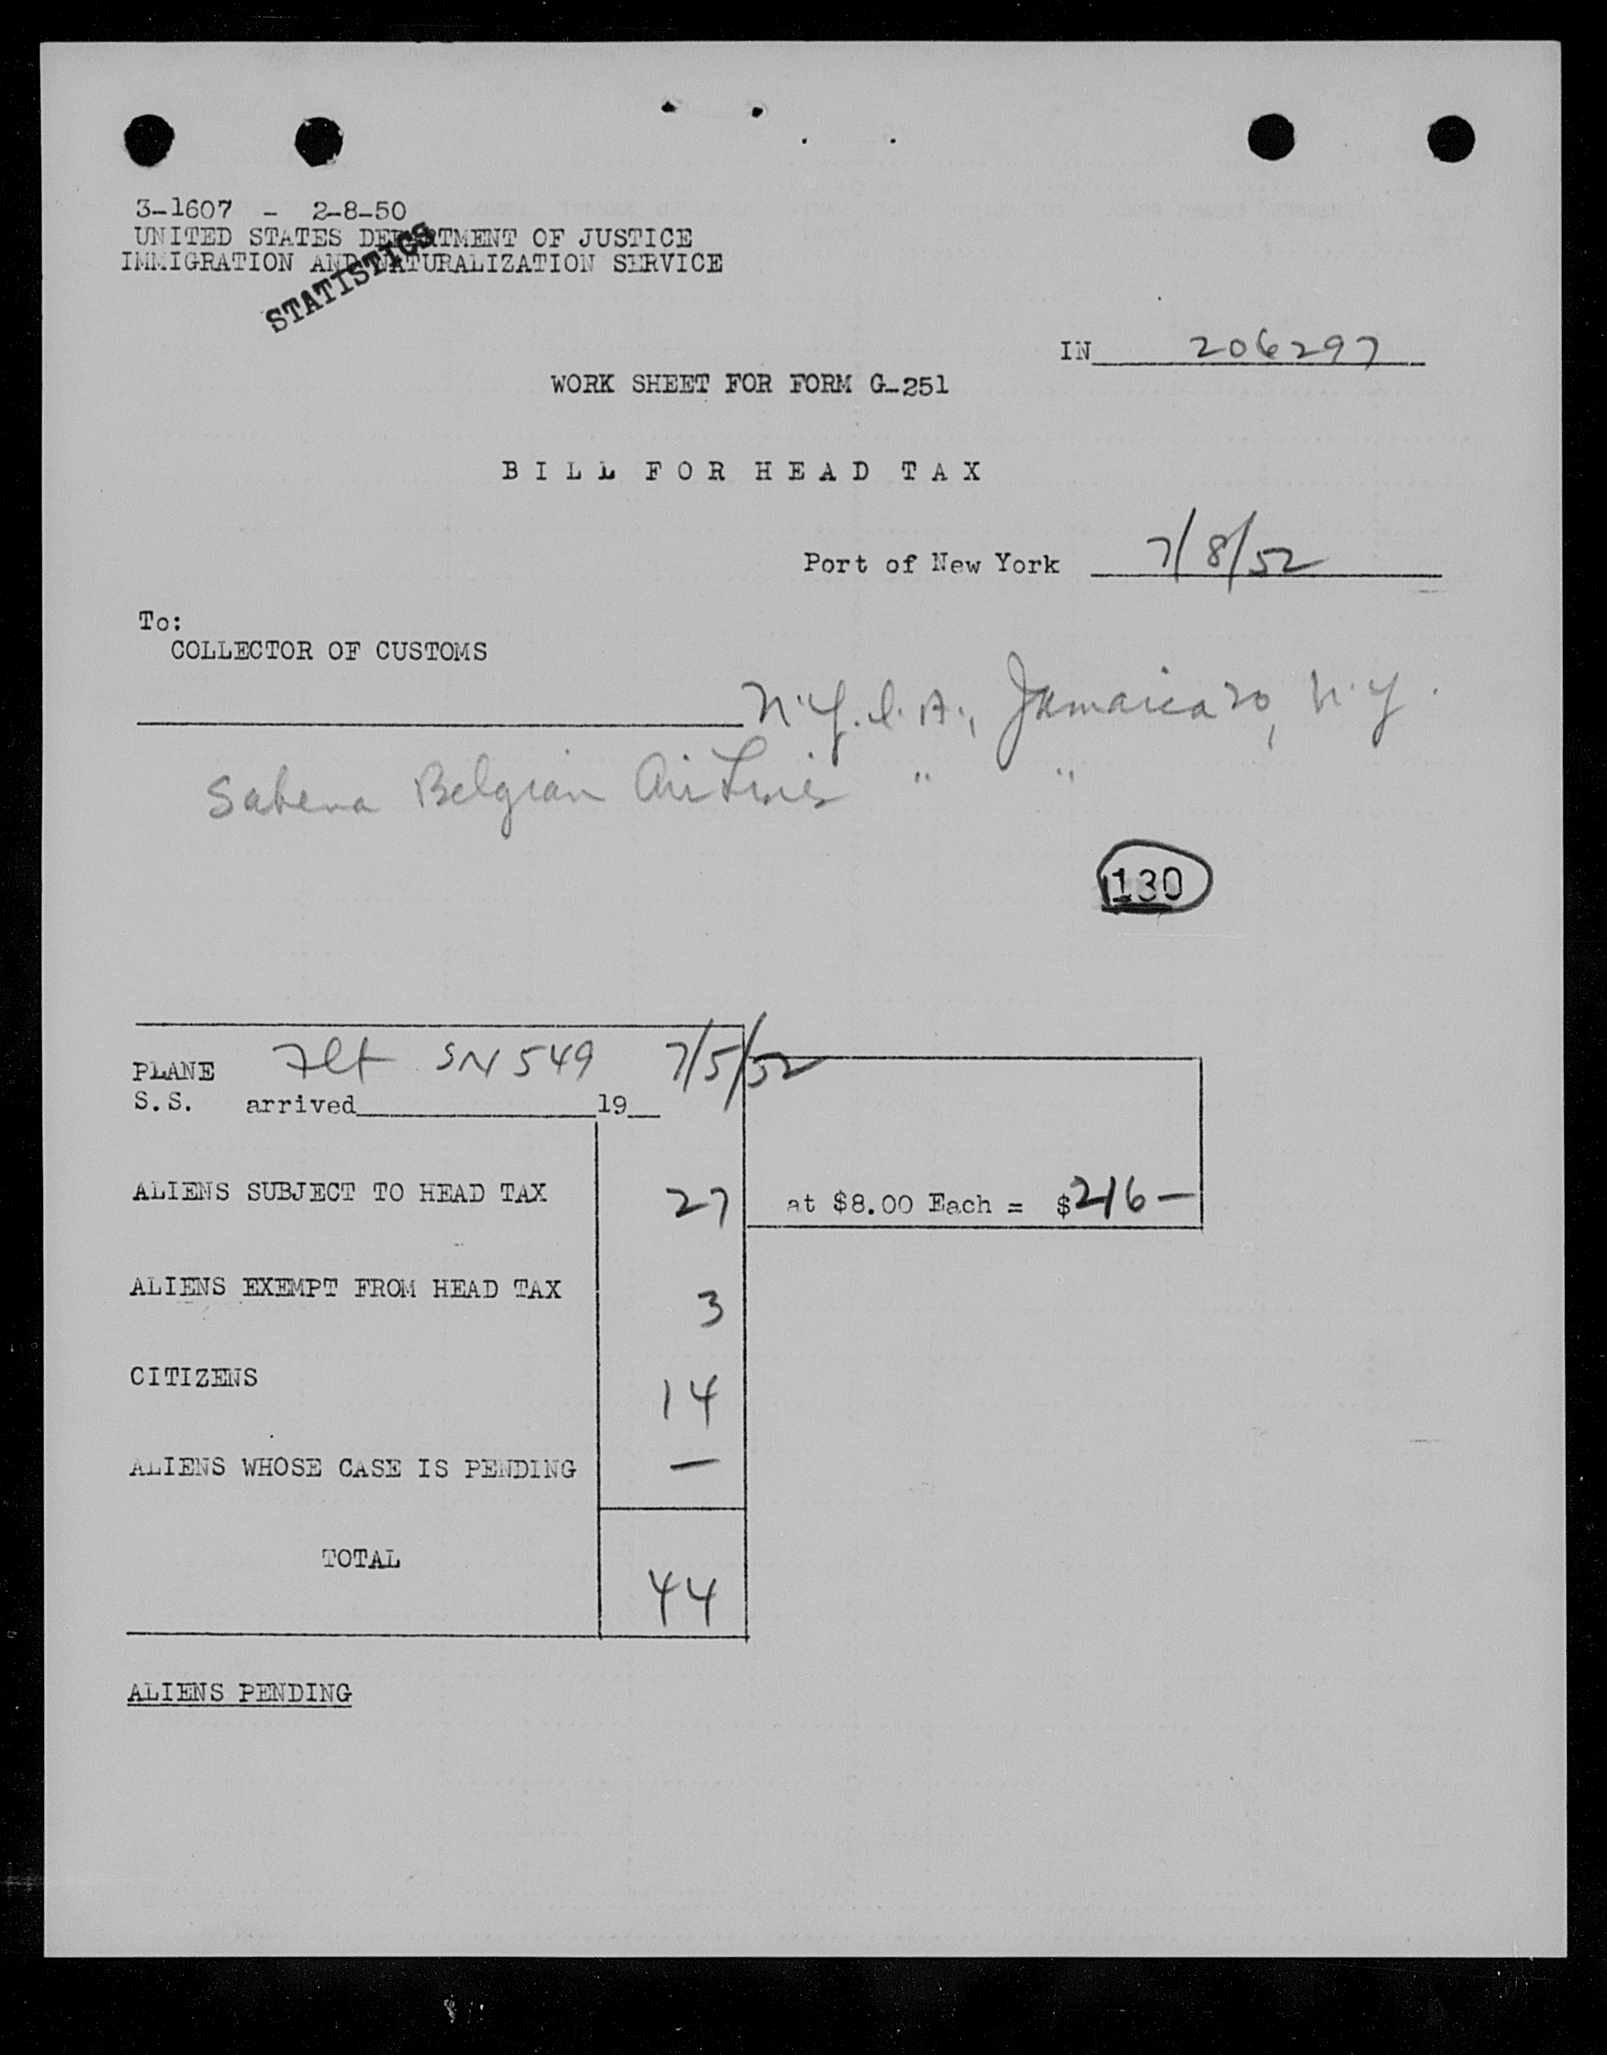 3-1607 - 2-8-50
UNITED STATES DEPARTMENT OF JUSTICE
IMMIGRATION AND NATURALIZATION SERVICE
STATISTICS
IN 206297
WORK SHEET FOR FORM G-251
BILL FOR HEAD TAX
Port of New York 7/8/52
To:
COLLECTOR OF CUSTOMS
N.Y.I.A., Jamaica 20, N.Y.
Sabena Belgian Air Lines " "
130
PLANE Flt SN 549 7/5/52
S.S. arrived 19
ALIENS SUBJECT TO HEAD TAX 27 at $8.00 Each = $216—
ALIENS EXEMPT FROM HEAD TAX 3
CITIZENS 14
ALIENS WHOSE CASE IS PENDING —
TOTAL 44
ALIENS PENDING